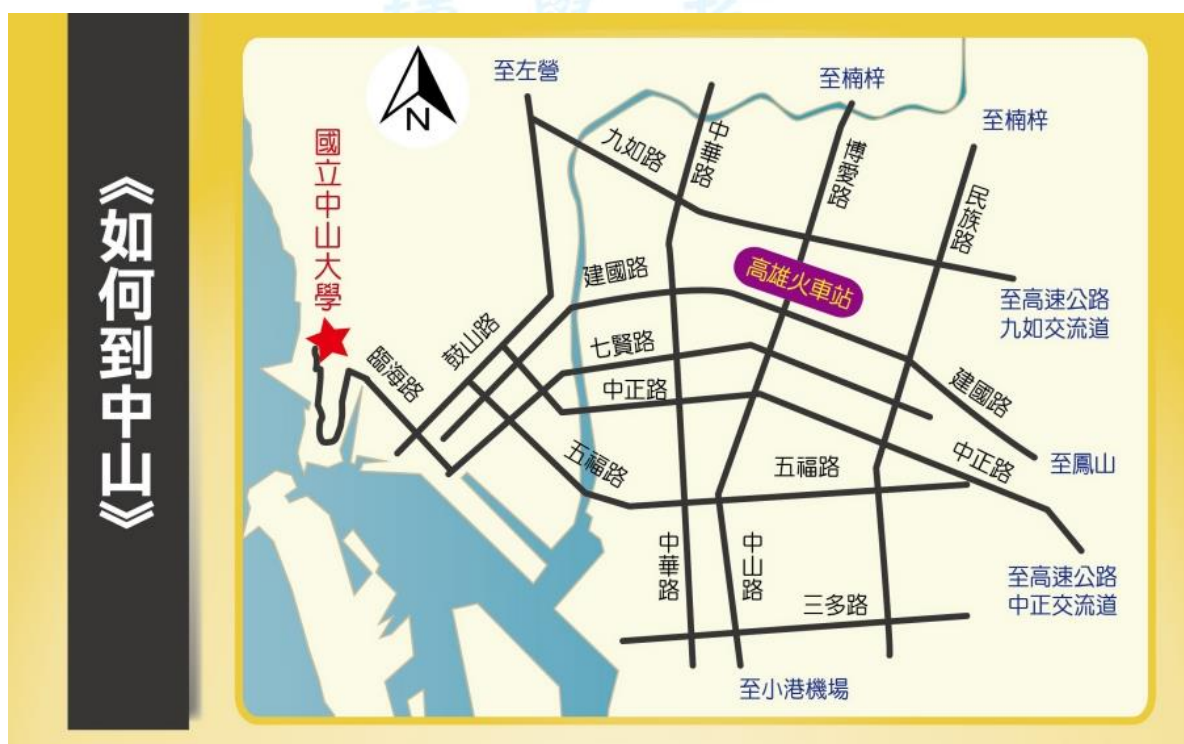 《如何到中山》
N
至左營
至楠梓
至楠梓
國立中山大學
九如路
中華路
博愛路
民族路
建國路
高雄火車站
至高速公路
九如交流道
鼓山路
臨海路
七賢路
中正路
建國路
五福路
五福路
中正路
至鳳山
中華路
中山路
三多路
至高速公路
中正交流道
至小港機場